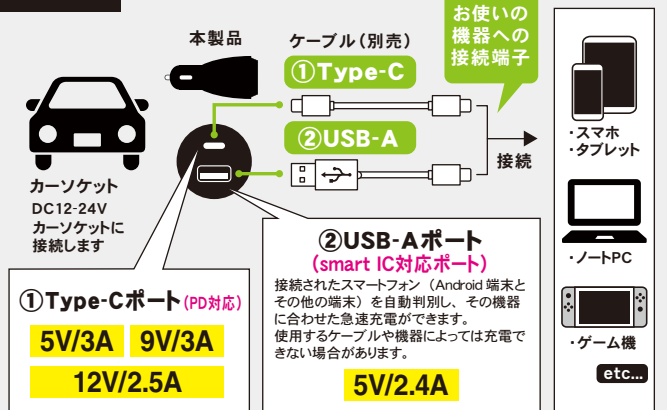 本製品
ケーブル（別売）
お使いの
機器への
接続端子
①Type-C
②USB-A
接続
カーソケット
DC12-24V
カーソケットに
接続します
・スマホ
・タブレット
・ノートPC
・ゲーム機
etc...
①Type-Cポート(PD対応)
5V/3A 9V/3A
12V/2.5A
②USB-Aポート
(smart IC対応ポート)
接続されたスマートフォン（Android 端末と
その他の端末）を自動判別し、その機器
に合わせた急速充電ができます。
使用するケーブルや機器によっては充電で
きない場合があります。
5V/2.4A